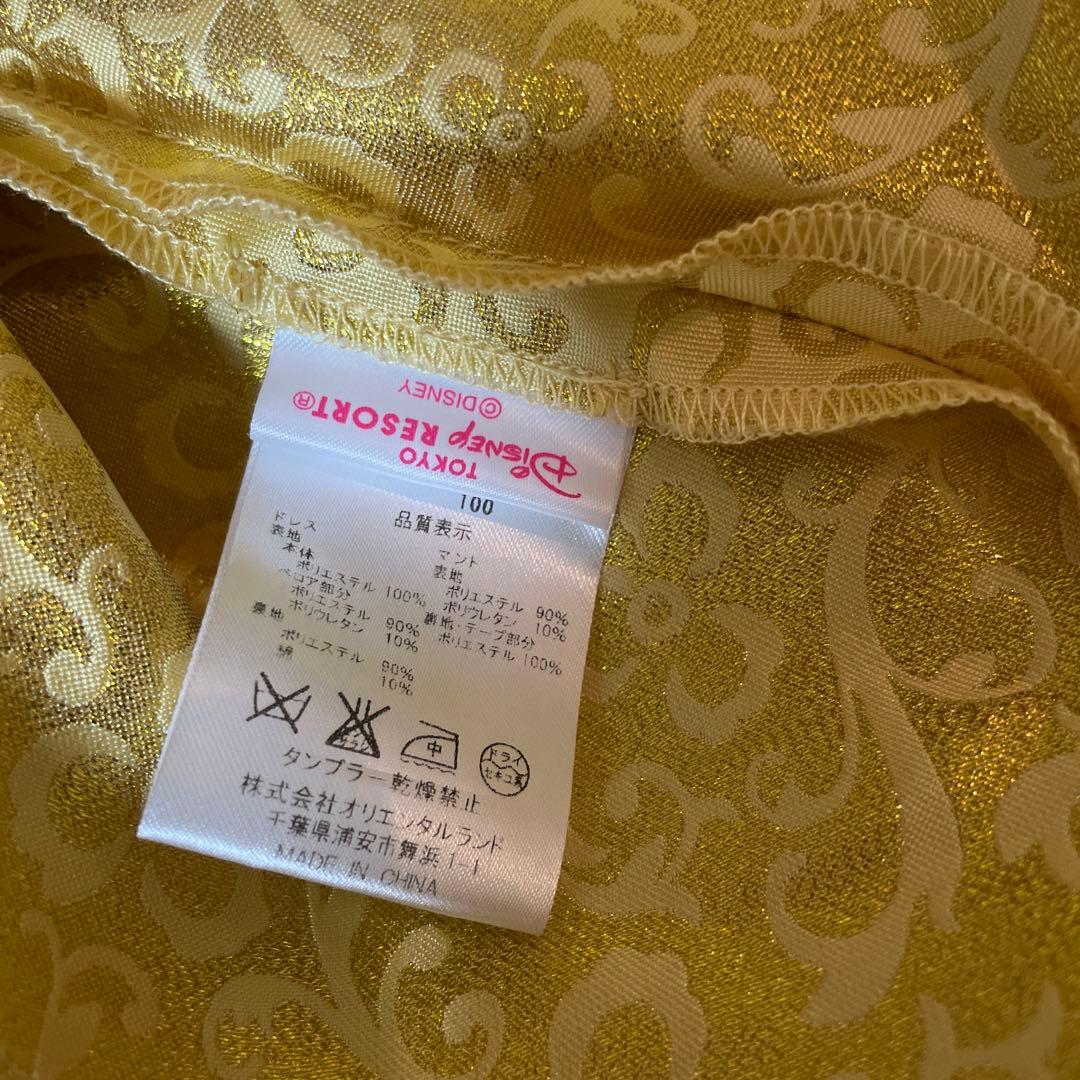 ©DISNEY
TOKYO
DISNEY RESORT®
100
品質表示
ドレス
表地
本体
ポリエステル 100%
ベロア部分
ポリエステル 90%
ポリウレタン 10%
裏地
ポリエステル 90%
綿 10%
マント
表地
ポリエステル 90%
ポリウレタン 10%
裏地・テープ部分
ポリエステル 100%
中
ドライ
セキユ系
タンブラー乾燥禁止
株式会社オリエンタルランド
千葉県浦安市舞浜1-1
MADE IN CHINA